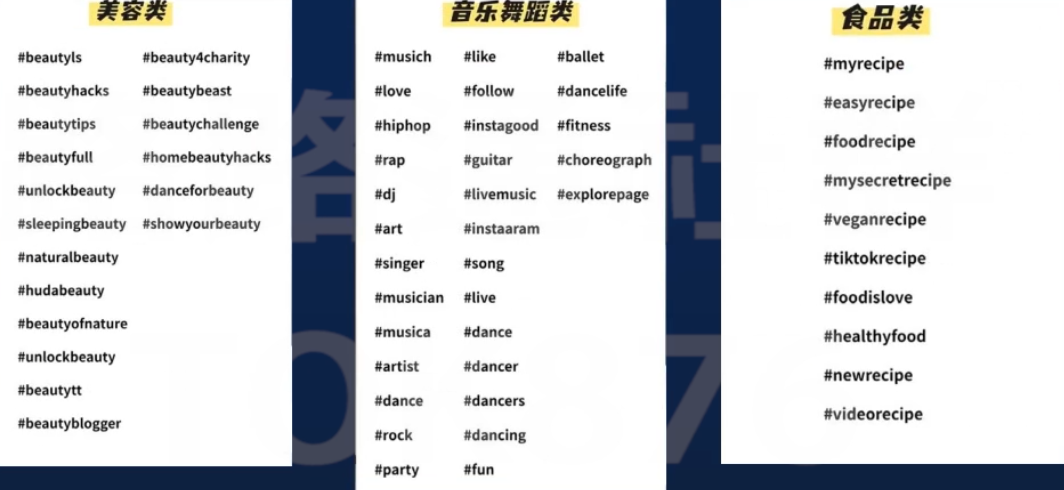 美容类
#beautyls #beauty4charity
#beautyhacks #beautybeast
#beautytips #beautychallenge
#beautyfull #homebeautyhacks
#unlockbeauty #danceforbeauty
#sleepingbeauty #showyourbeauty
#naturalbeauty
#hudabeauty
#beautyofnature
#unlockbeauty
#beautytt
#beautyblogger
音乐舞蹈类
#musich #like #ballet
#love #follow #dancelife
#hiphop #instagood #fitness
#rap #guitar #choreograph
#dj #livemusic #explorepage
#art #instaaram
#singer #song
#musician #live
#musica #dance
#artist #dancer
#dance #dancers
#rock #dancing
#party #fun
食品类
#myrecipe
#easyrecipe
#foodrecipe
#mysecretrecipe
#veganrecipe
#tiktokrecipe
#foodislove
#healthyfood
#newrecipe
#videorecipe